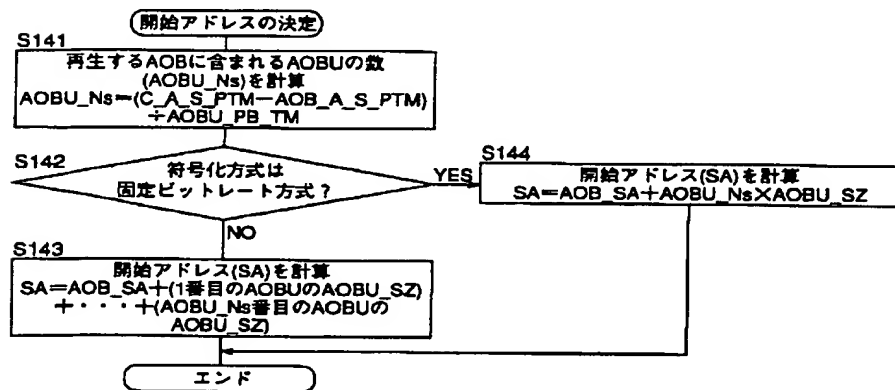 開始アドレスの決定
S141
再生するAOBに含まれるAOBUの数
(AOBU_Ns)を計算
AOBU_Ns=(C_A_S_PTM-AOB_A_S_PTM)
÷AOBU_PB_TM
S142
符号化方式は
固定ビットレート方式?
YES
S144
開始アドレス(SA)を計算
SA=AOB_SA+AOBU_Ns×AOBU_SZ
NO
S143
開始アドレス(SA)を計算
SA=AOB_SA+(1番目のAOBUのAOBU_SZ)
+・・・+(AOBU_Ns番目のAOBUの
AOBU_SZ)
エンド